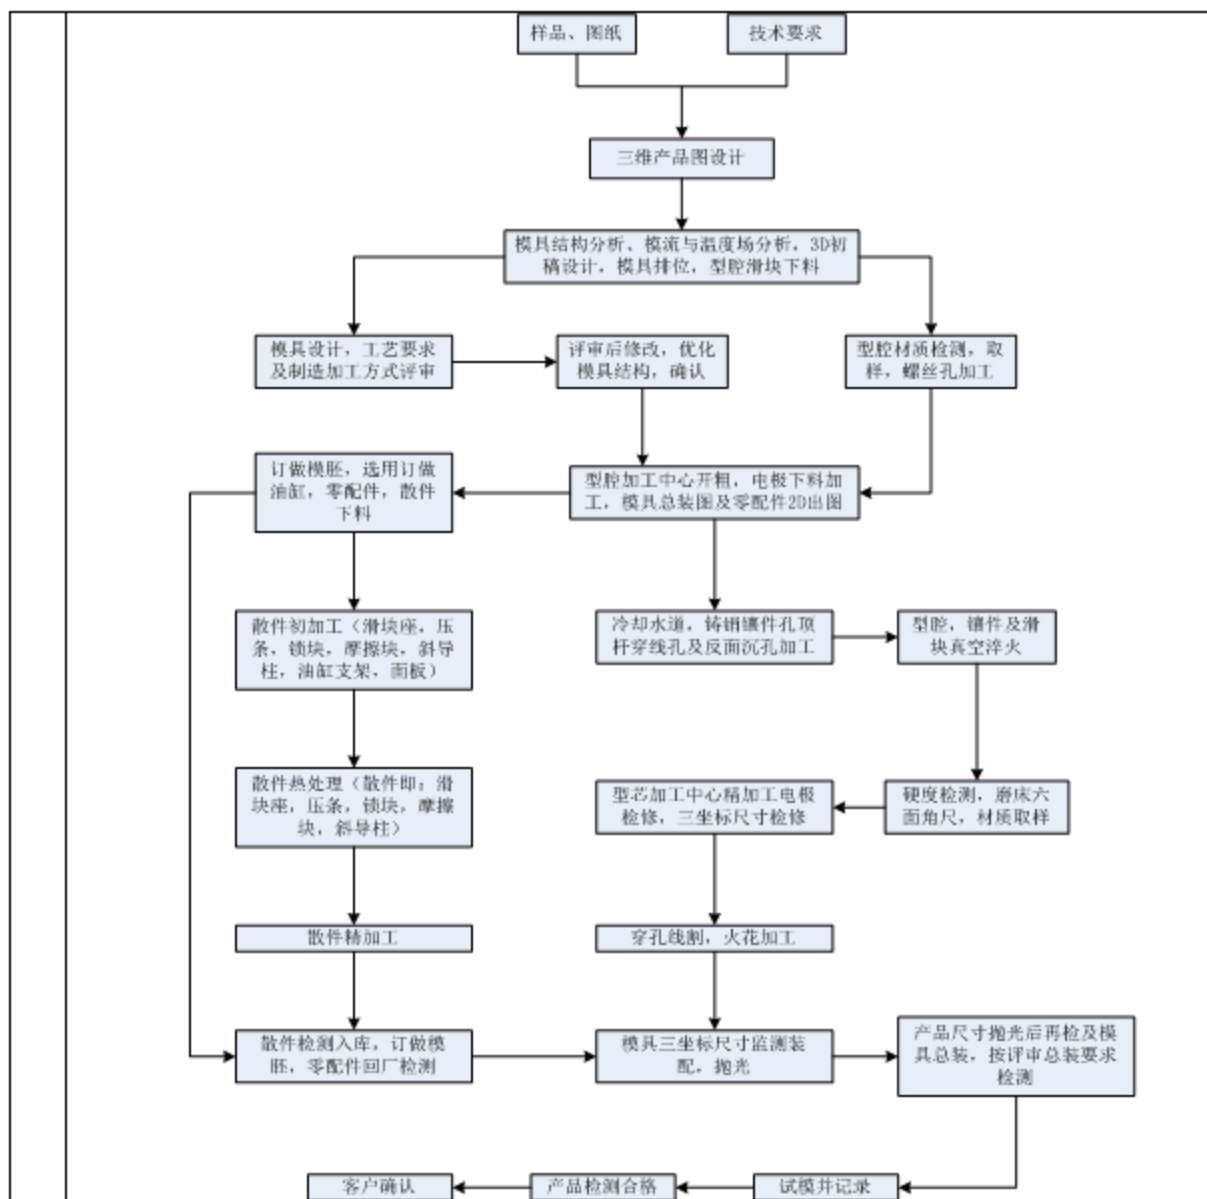 样品、图纸
技术要求
三维产品图设计
模具结构分析、模流与温度场分析，3D初
稿设计，模具排位，型腔滑块下料
模具设计，工艺要求
及制造加工方式评审
评审后修改，优化
模具结构，确认
型腔材质检测，取
样，螺丝孔加工
订做模胚，选用订做
油缸，零配件，散件
下料
型腔加工中心开粗，电极下料加
工，模具总装图及零配件2D出图
散件初加工（滑块座，压
条，锁块，摩擦块，斜导
柱，油缸支架，面板）
冷却水道，铸销镶件孔顶
杆穿线孔及反面沉孔加工
型腔，镶件及滑
块真空淬火
散件热处理（散件即：滑
块座，压条，锁块，摩擦
块，斜导柱）
型芯加工中心精加工电极
检修，三坐标尺寸检修
硬度检测，磨床六
面角尺，材质取样
散件精加工
穿孔线割，火花加工
散件检测入库，订做模
胚，零配件回厂检测
模具三坐标尺寸监测装
配，抛光
产品尺寸抛光后再检及模
具总装，按评审总装要求
检测
客户确认
产品检测合格
试模并记录